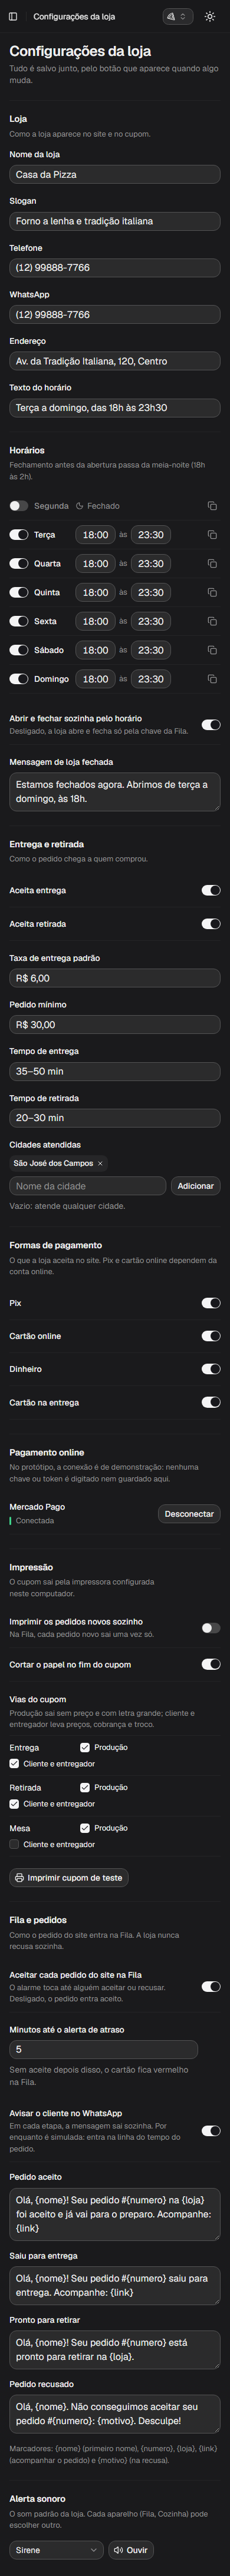 Configurações da loja
Configurações da loja
Tudo é salvo junto, pelo botão que aparece quando algo
muda.
Loja
Como a loja aparece no site e no cupom.
Nome da loja
Casa da Pizza
Slogan
Forno a lenha e tradição italiana
Telefone
(12) 99888-7766
WhatsApp
(12) 99888-7766
Endereço
Av. da Tradição Italiana, 120, Centro
Texto do horário
Terça a domingo, das 18h às 23h30
Horários
Fechamento antes da abertura passa da meia-noite (18h
às 2h).
Segunda Fechado
Terça 18:00 às 23:30
Quarta 18:00 às 23:30
Quinta 18:00 às 23:30
Sexta 18:00 às 23:30
Sábado 18:00 às 23:30
Domingo 18:00 às 23:30
Abrir e fechar sozinha pelo horário
Desligado, a loja abre e fecha só pela chave da Fila.
Mensagem de loja fechada
Estamos fechados agora. Abrimos de terça a
domingo, às 18h.
Entrega e retirada
Como o pedido chega a quem comprou.
Aceita entrega
Aceita retirada
Taxa de entrega padrão
R$ 6,00
Pedido mínimo
R$ 30,00
Tempo de entrega
35–50 min
Tempo de retirada
20–30 min
Cidades atendidas
São José dos Campos ×
Nome da cidade Adicionar
Vazio: atende qualquer cidade.
Formas de pagamento
O que a loja aceita no site. Pix e cartão online dependem da
conta online.
Pix
Cartão online
Dinheiro
Cartão na entrega
Pagamento online
No protótipo, a conexão é de demonstração: nenhuma
chave ou token é digitado nem guardado aqui.
Mercado Pago
Conectada
Desconectar
Impressão
O cupom sai pela impressora configurada
neste computador.
Imprimir os pedidos novos sozinho
Na Fila, cada pedido novo sai uma vez só.
Cortar o papel no fim do cupom
Vias do cupom
Produção sai sem preço e com letra grande; cliente e
entregador leva preços, cobrança e troco.
Entrega Produção
Cliente e entregador
Retirada Produção
Cliente e entregador
Mesa Produção
Cliente e entregador
Imprimir cupom de teste
Fila e pedidos
Como o pedido do site entra na Fila. A loja nunca
recusa sozinha.
Aceitar cada pedido do site na Fila
O alarme toca até alguém aceitar ou recusar.
Desligado, o pedido entra aceito.
Minutos até o alerta de atraso
5
Sem aceite depois disso, o cartão fica vermelho
na Fila.
Avisar o cliente no WhatsApp
Em cada etapa, a mensagem sai sozinha. Por
enquanto é simulada: entra na linha do tempo do
pedido.
Pedido aceito
Olá, {nome}! Seu pedido #{numero} na {loja}
foi aceito e já vai para o preparo. Acompanhe:
{link}
Saiu para entrega
Olá, {nome}! Seu pedido #{numero} saiu para
entrega. Acompanhe: {link}
Pronto para retirar
Olá, {nome}! Seu pedido #{numero} está
pronto para retirar na {loja}.
Pedido recusado
Olá, {nome}. Não conseguimos aceitar seu
pedido #{numero}: {motivo}. Desculpe!
Marcadores: {nome} (primeiro nome), {numero}, {loja}, {link}
(acompanhar o pedido) e {motivo} (na recusa).
Alerta sonoro
O som padrão da loja. Cada aparelho (Fila, Cozinha) pode
escolher outro.
Sirene Ouvir